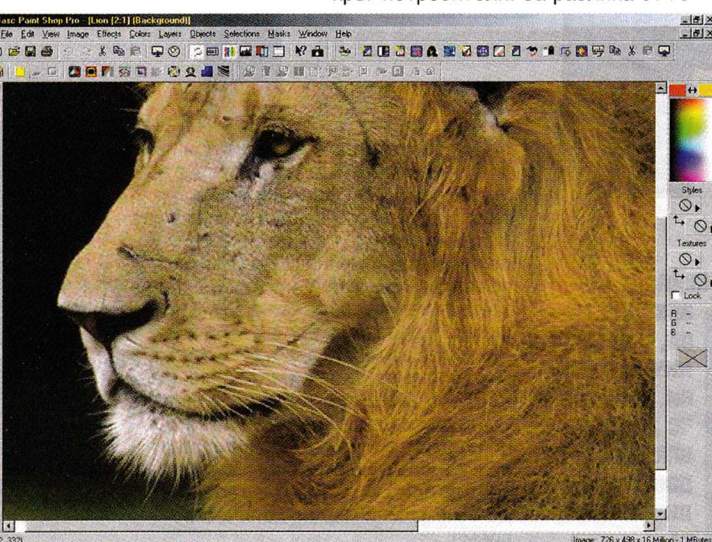 Jasc Paint Shop Pro - [Lion [2:1] (Background)]
File Edit View Image Effects Colors Layers Objects Selections Masks Window Help
Styles
Textures
Lock
R -
G -
B -
Image: 726 x 498 x 16 Million - 1 MBytes